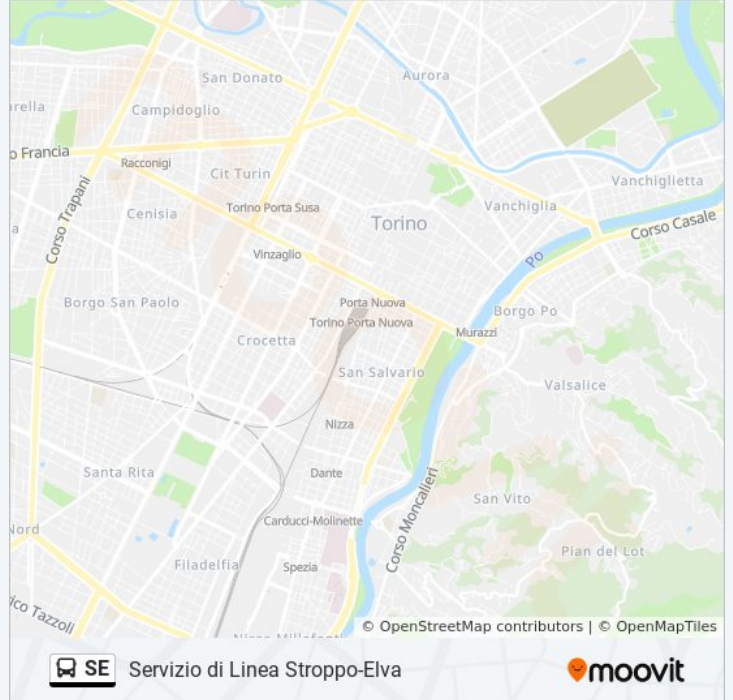 San Donato
Aurora
Campidoglio
o Francia
Racconigi
Cit Turin
Vanchiglietta
Corso Trapani
Cenisia
Torino Porta Susa
Torino
Vanchiglia
Corso Casale
Vinzaglio
Po
Borgo San Paolo
Porta Nuova
Torino Porta Nuova
Borgo Po
Murazzi
Crocetta
San Salvario
Valsalice
Nizza
Santa Rita
Dante
San Vito
Corso Moncalieri
Carducci-Molinette
Nord
Filadelfia
Spezia
Pian del Lot
ico Tazzoli
© OpenStreetMap contributors | © OpenMapTiles
SE Servizio di Linea Stroppo-Elva
moovit